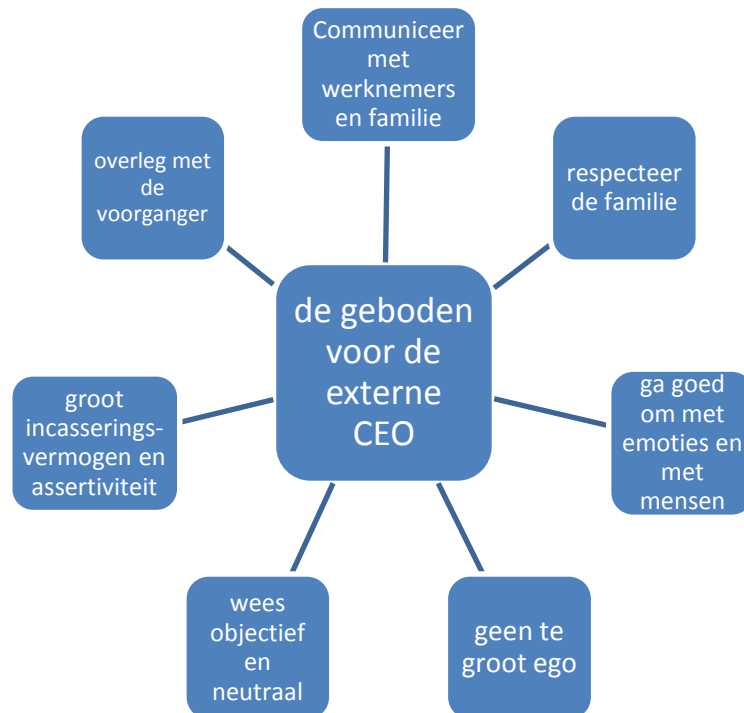 Communiceer
met
werknemers
en familie
overleg met
de
voorganger
respecteer
de familie
de geboden
voor de
externe
CEO
groot
incasserings-
vermogen en
assertiviteit
ga goed
om met
emoties en
met
mensen
wees
objectief
en
neutraal
geen te
groot ego